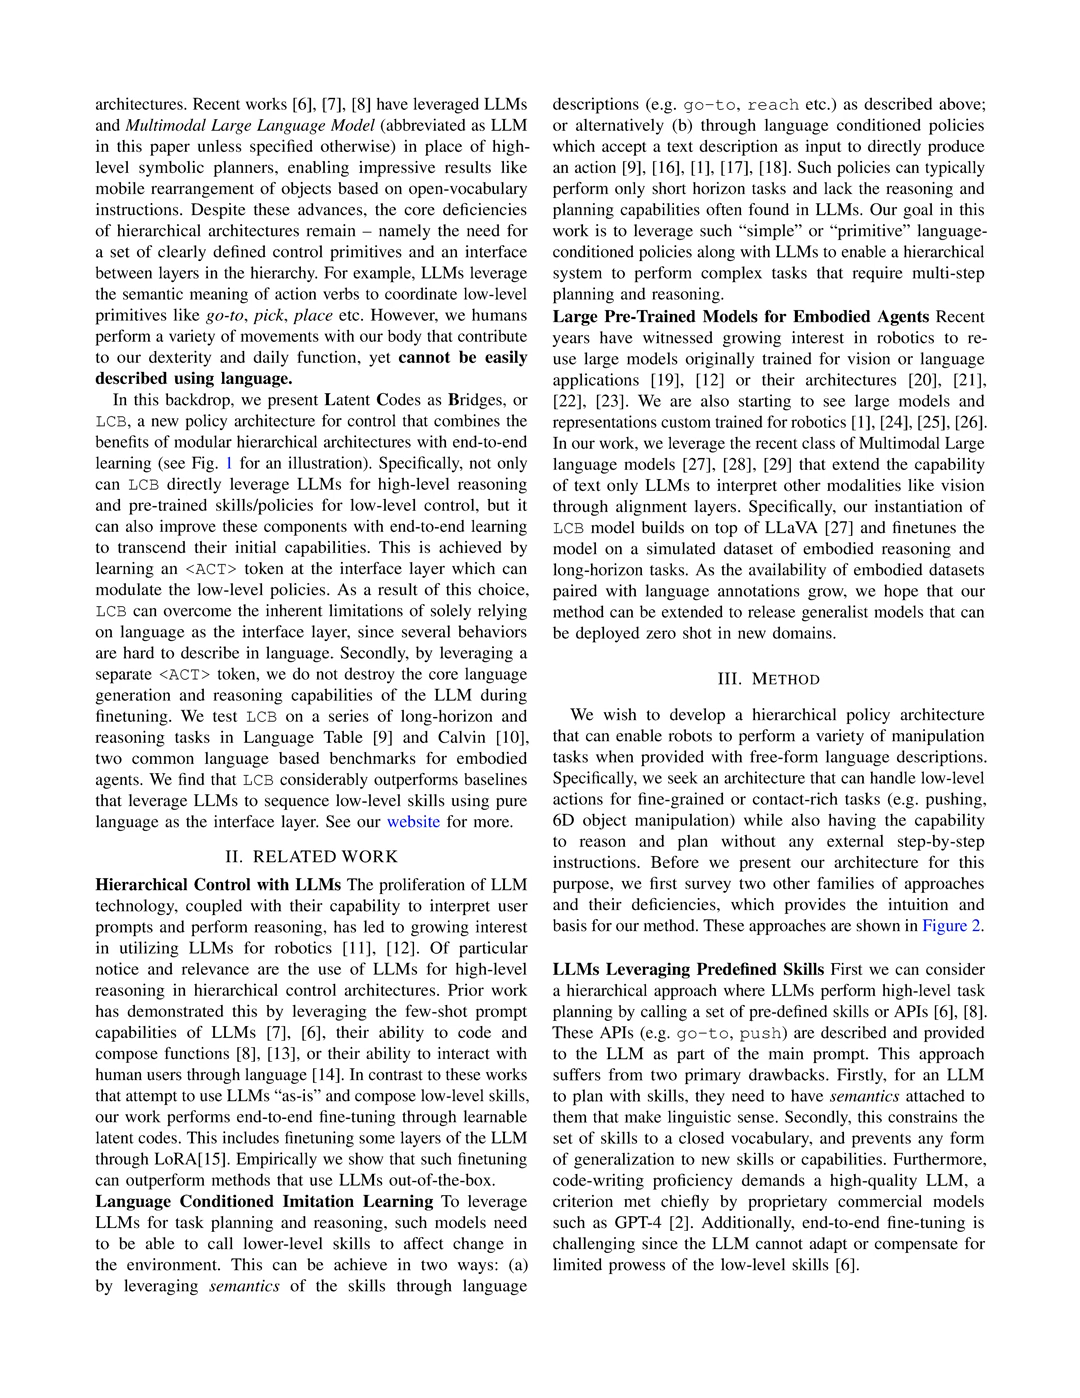 architectures. Recent works [6], [7], [8] have leveraged LLMs
and Multimodal Large Language Model (abbreviated as LLM
in this paper unless specified otherwise) in place of high-
level symbolic planners, enabling impressive results like
mobile rearrangement of objects based on open-vocabulary
instructions. Despite these advances, the core deficiencies
of hierarchical architectures remain – namely the need for
a set of clearly defined control primitives and an interface
between layers in the hierarchy. For example, LLMs leverage
the semantic meaning of action verbs to coordinate low-level
primitives like go-to, pick, place etc. However, we humans
perform a variety of movements with our body that contribute
to our dexterity and daily function, yet cannot be easily
described using language.
In this backdrop, we present Latent Codes as Bridges, or
LCB, a new policy architecture for control that combines the
benefits of modular hierarchical architectures with end-to-end
learning (see Fig. 1 for an illustration). Specifically, not only
can LCB directly leverage LLMs for high-level reasoning
and pre-trained skills/policies for low-level control, but it
can also improve these components with end-to-end learning
to transcend their initial capabilities. This is achieved by
learning an <ACT> token at the interface layer which can
modulate the low-level policies. As a result of this choice,
LCB can overcome the inherent limitations of solely relying
on language as the interface layer, since several behaviors
are hard to describe in language. Secondly, by leveraging a
separate <ACT> token, we do not destroy the core language
generation and reasoning capabilities of the LLM during
finetuning. We test LCB on a series of long-horizon and
reasoning tasks in Language Table [9] and Calvin [10],
two common language based benchmarks for embodied
agents. We find that LCB considerably outperforms baselines
that leverage LLMs to sequence low-level skills using pure
language as the interface layer. See our website for more.
II. RELATED WORK
Hierarchical Control with LLMs The proliferation of LLM
technology, coupled with their capability to interpret user
prompts and perform reasoning, has led to growing interest
in utilizing LLMs for robotics [11], [12]. Of particular
notice and relevance are the use of LLMs for high-level
reasoning in hierarchical control architectures. Prior work
has demonstrated this by leveraging the few-shot prompt
capabilities of LLMs [7], [6], their ability to code and
compose functions [8], [13], or their ability to interact with
human users through language [14]. In contrast to these works
that attempt to use LLMs “as-is” and compose low-level skills,
our work performs end-to-end fine-tuning through learnable
latent codes. This includes finetuning some layers of the LLM
through LoRA[15]. Empirically we show that such finetuning
can outperform methods that use LLMs out-of-the-box.
Language Conditioned Imitation Learning To leverage
LLMs for task planning and reasoning, such models need
to be able to call lower-level skills to affect change in
the environment. This can be achieve in two ways: (a)
by leveraging semantics of the skills through language
descriptions (e.g. go-to, reach etc.) as described above;
or alternatively (b) through language conditioned policies
which accept a text description as input to directly produce
an action [9], [16], [1], [17], [18]. Such policies can typically
perform only short horizon tasks and lack the reasoning and
planning capabilities often found in LLMs. Our goal in this
work is to leverage such “simple” or “primitive” language-
conditioned policies along with LLMs to enable a hierarchical
system to perform complex tasks that require multi-step
planning and reasoning.
Large Pre-Trained Models for Embodied Agents Recent
years have witnessed growing interest in robotics to re-
use large models originally trained for vision or language
applications [19], [12] or their architectures [20], [21],
[22], [23]. We are also starting to see large models and
representations custom trained for robotics [1], [24], [25], [26].
In our work, we leverage the recent class of Multimodal Large
language models [27], [28], [29] that extend the capability
of text only LLMs to interpret other modalities like vision
through alignment layers. Specifically, our instantiation of
LCB model builds on top of LLaVA [27] and finetunes the
model on a simulated dataset of embodied reasoning and
long-horizon tasks. As the availability of embodied datasets
paired with language annotations grow, we hope that our
method can be extended to release generalist models that can
be deployed zero shot in new domains.
III. METHOD
We wish to develop a hierarchical policy architecture
that can enable robots to perform a variety of manipulation
tasks when provided with free-form language descriptions.
Specifically, we seek an architecture that can handle low-level
actions for fine-grained or contact-rich tasks (e.g. pushing,
6D object manipulation) while also having the capability
to reason and plan without any external step-by-step
instructions. Before we present our architecture for this
purpose, we first survey two other families of approaches
and their deficiencies, which provides the intuition and
basis for our method. These approaches are shown in Figure 2.
LLMs Leveraging Predefined Skills First we can consider
a hierarchical approach where LLMs perform high-level task
planning by calling a set of pre-defined skills or APIs [6], [8].
These APIs (e.g. go-to, push) are described and provided
to the LLM as part of the main prompt. This approach
suffers from two primary drawbacks. Firstly, for an LLM
to plan with skills, they need to have semantics attached to
them that make linguistic sense. Secondly, this constrains the
set of skills to a closed vocabulary, and prevents any form
of generalization to new skills or capabilities. Furthermore,
code-writing proficiency demands a high-quality LLM, a
criterion met chiefly by proprietary commercial models
such as GPT-4 [2]. Additionally, end-to-end fine-tuning is
challenging since the LLM cannot adapt or compensate for
limited prowess of the low-level skills [6].